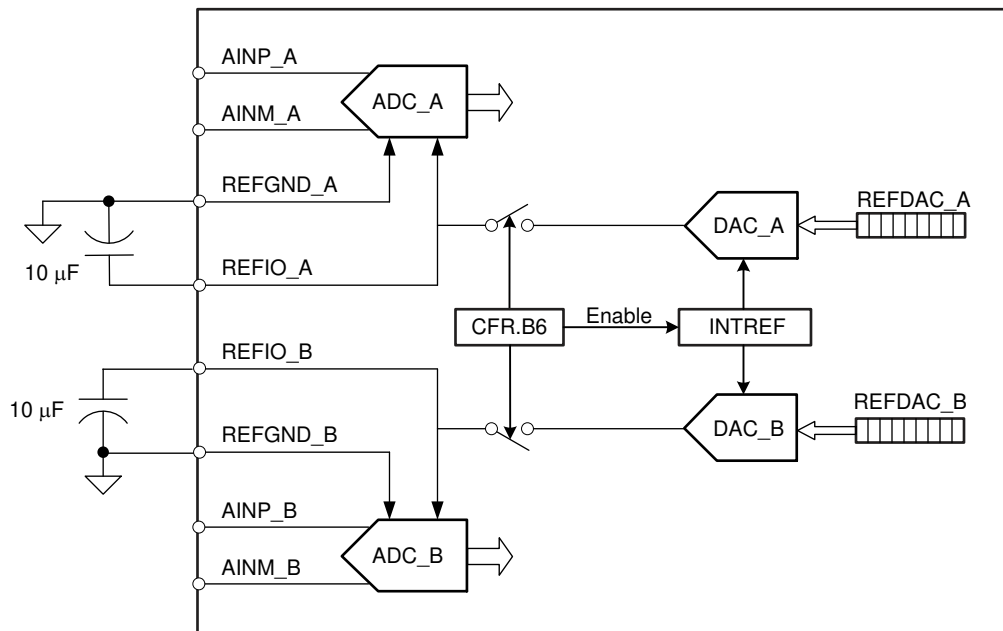 AINP_A
ADC_A
AINM_A
REFGND_A
REFDAC_A
DAC_A
10 μF
REFIO_A
CFR.B6
Enable
INTREF
REFIO_B
10 μF
REFDAC_B
REFGND_B
DAC_B
AINP_B
ADC_B
AINM_B